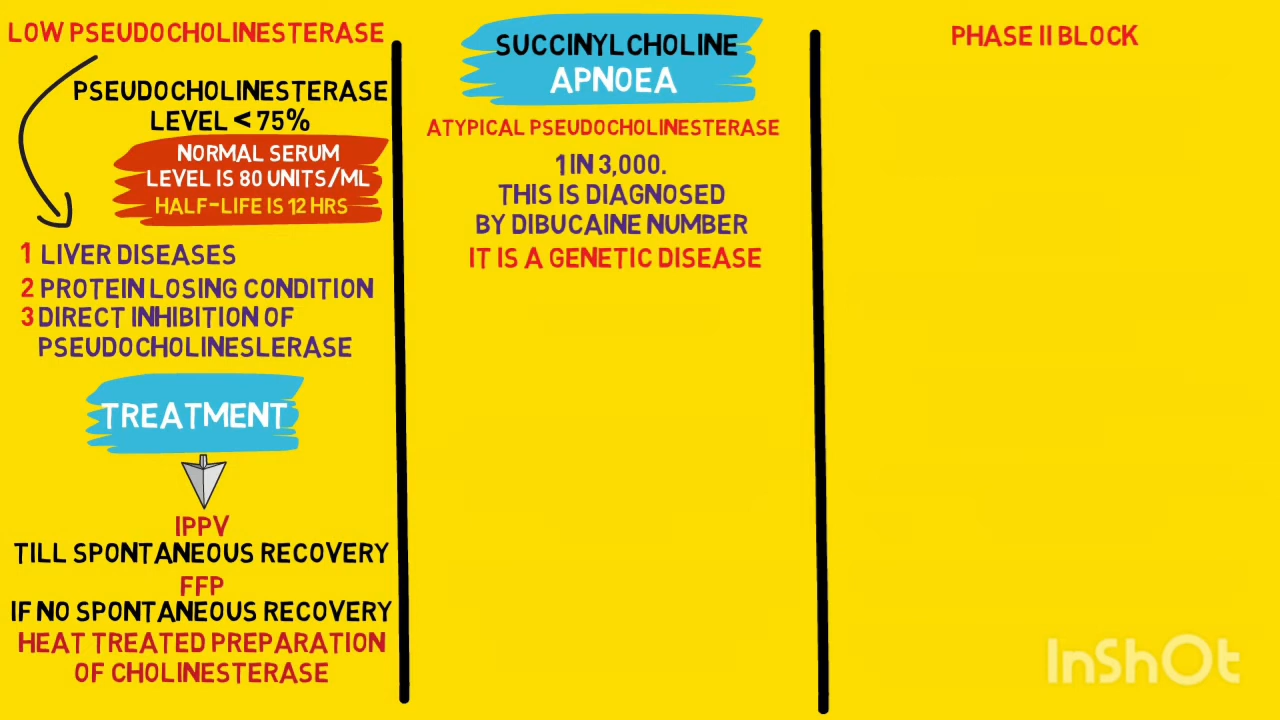 LOW PSEUDOCHOLINESTERASE
PSEUDOCHOLINESTERASE
LEVEL < 75%
NORMAL SERUM
LEVEL IS 80 UNITS/ML
HALF-LIFE IS 12 HRS
1 LIVER DISEASES
2 PROTEIN LOSING CONDITION
3 DIRECT INHIBITION OF
PSEUDOCHOLINESLERASE
TREATMENT
IPPV
TILL SPONTANEOUS RECOVERY
FFP
IF NO SPONTANEOUS RECOVERY
HEAT TREATED PREPARATION
OF CHOLINESTERASE
SUCCINYLCHOLINE
APNOEA
ATYPICAL PSEUDOCHOLINESTERASE
1 IN 3,000.
THIS IS DIAGNOSED
BY DIBUCAINE NUMBER
IT IS A GENETIC DISEASE
PHASE II BLOCK
InShOt